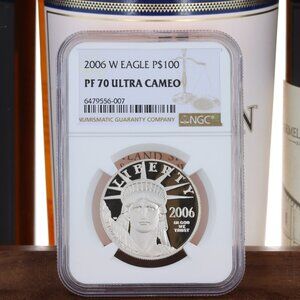 2006 W EAGLE P$100
PF 70 ULTRA CAMEO
6479556-007
NUMISMATIC GUARANTY COMPANY
NGC
LIBERTY
2006
IN GOD
WE
TRUST